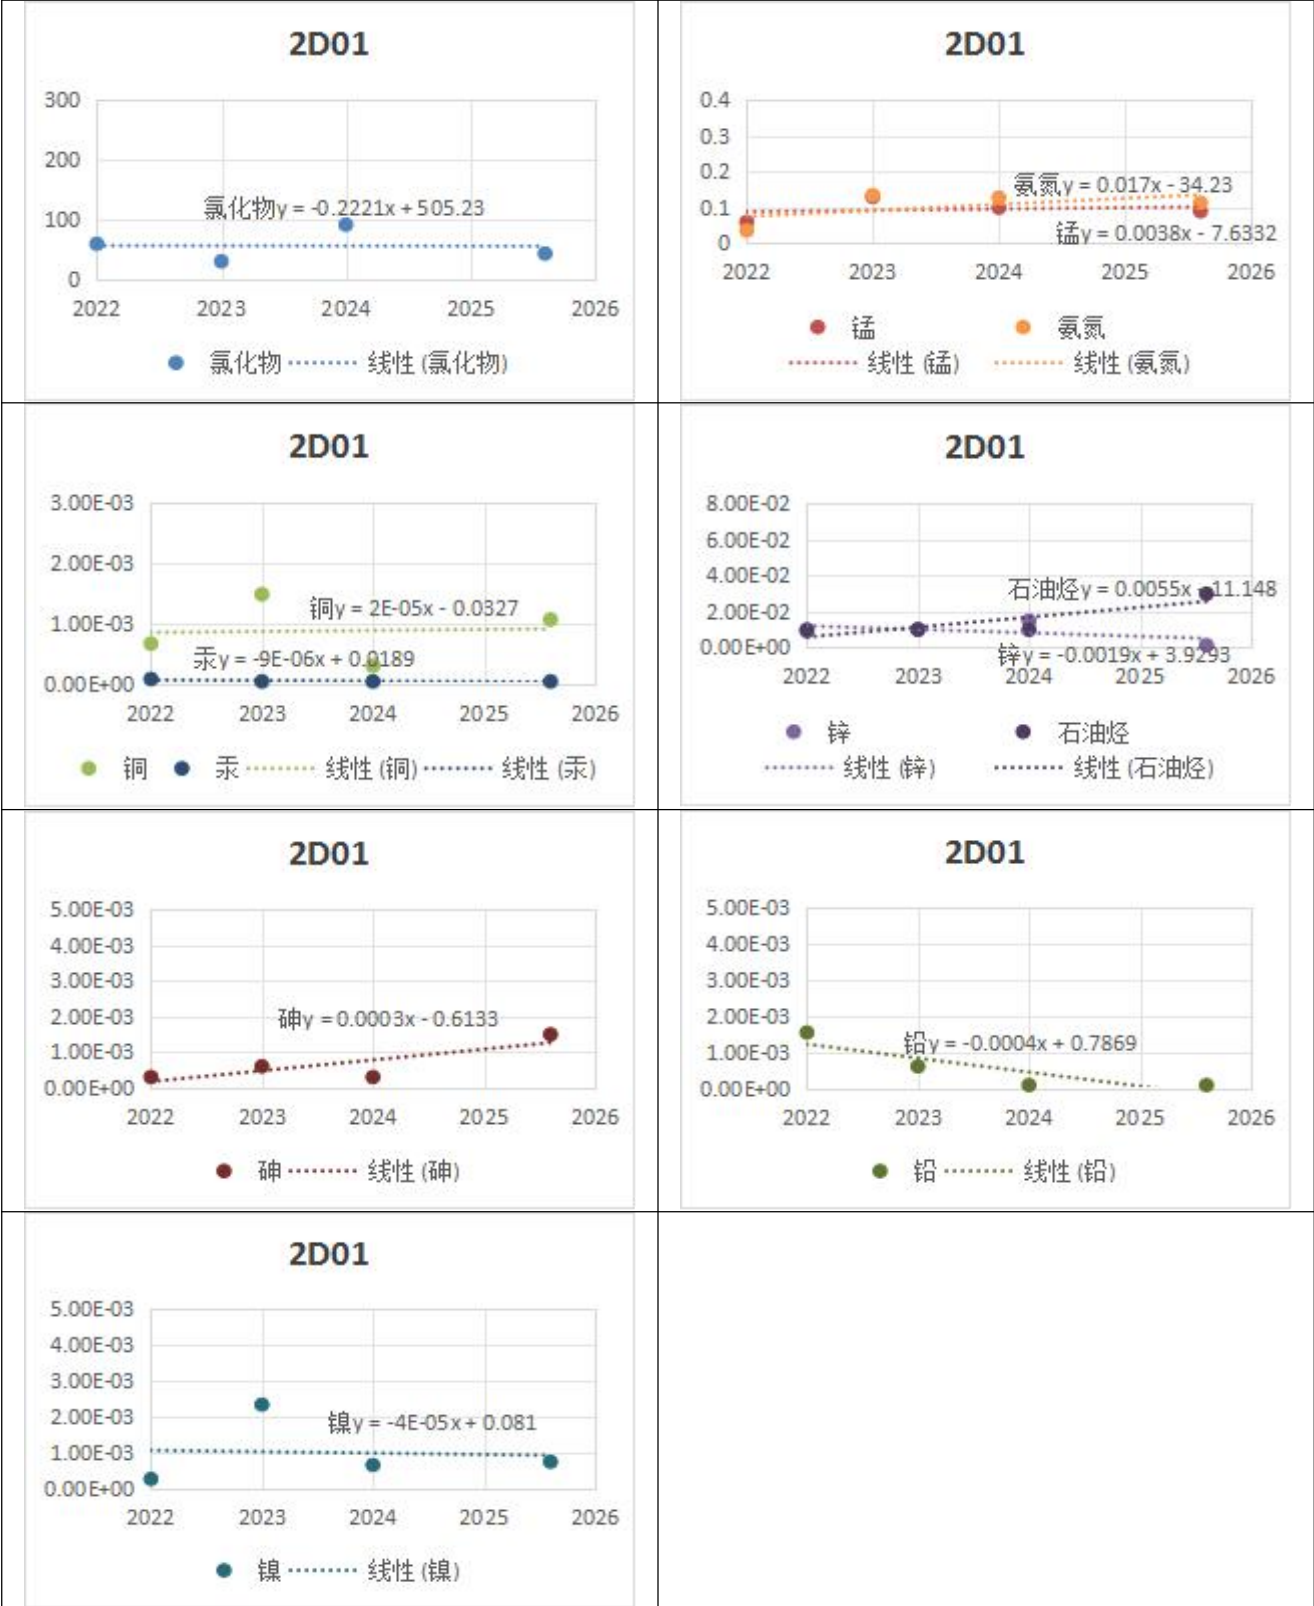 2D01
300
200
氯化物y = -0.2221x + 505.23
100
0
2022 2023 2024 2025 2026
氯化物 线性 (氯化物)
2D01
0.4
0.3
0.2
氨氮y = 0.017x - 34.23
0.1
锰y = 0.0038x - 7.6332
0
2022 2023 2024 2025 2026
锰 氨氮
线性 (锰) 线性 (氨氮)
2D01
3.00E-03
2.00E-03
铜y = 2E-05x - 0.0327
1.00E-03
汞y = -9E-06x + 0.0189
0.00E+00
2022 2023 2024 2025 2026
铜 汞 线性 (铜) 线性 (汞)
2D01
8.00E-02
6.00E-02
4.00E-02
石油烃y = 0.0055x - 11.148
2.00E-02
0.00E+00
锌y = -0.0019x + 3.9293
2022 2023 2024 2025 2026
锌 石油烃
线性 (锌) 线性 (石油烃)
2D01
5.00E-03
4.00E-03
3.00E-03
2.00E-03
砷y = 0.0003x - 0.6133
1.00E-03
0.00E+00
2022 2023 2024 2025 2026
砷 线性 (砷)
2D01
5.00E-03
4.00E-03
3.00E-03
2.00E-03
铅y = -0.0004x + 0.7869
1.00E-03
0.00E+00
2022 2023 2024 2025 2026
铅 线性 (铅)
2D01
5.00E-03
4.00E-03
3.00E-03
2.00E-03
镍y = -4E-05x + 0.081
1.00E-03
0.00E+00
2022 2023 2024 2025 2026
镍 线性 (镍)